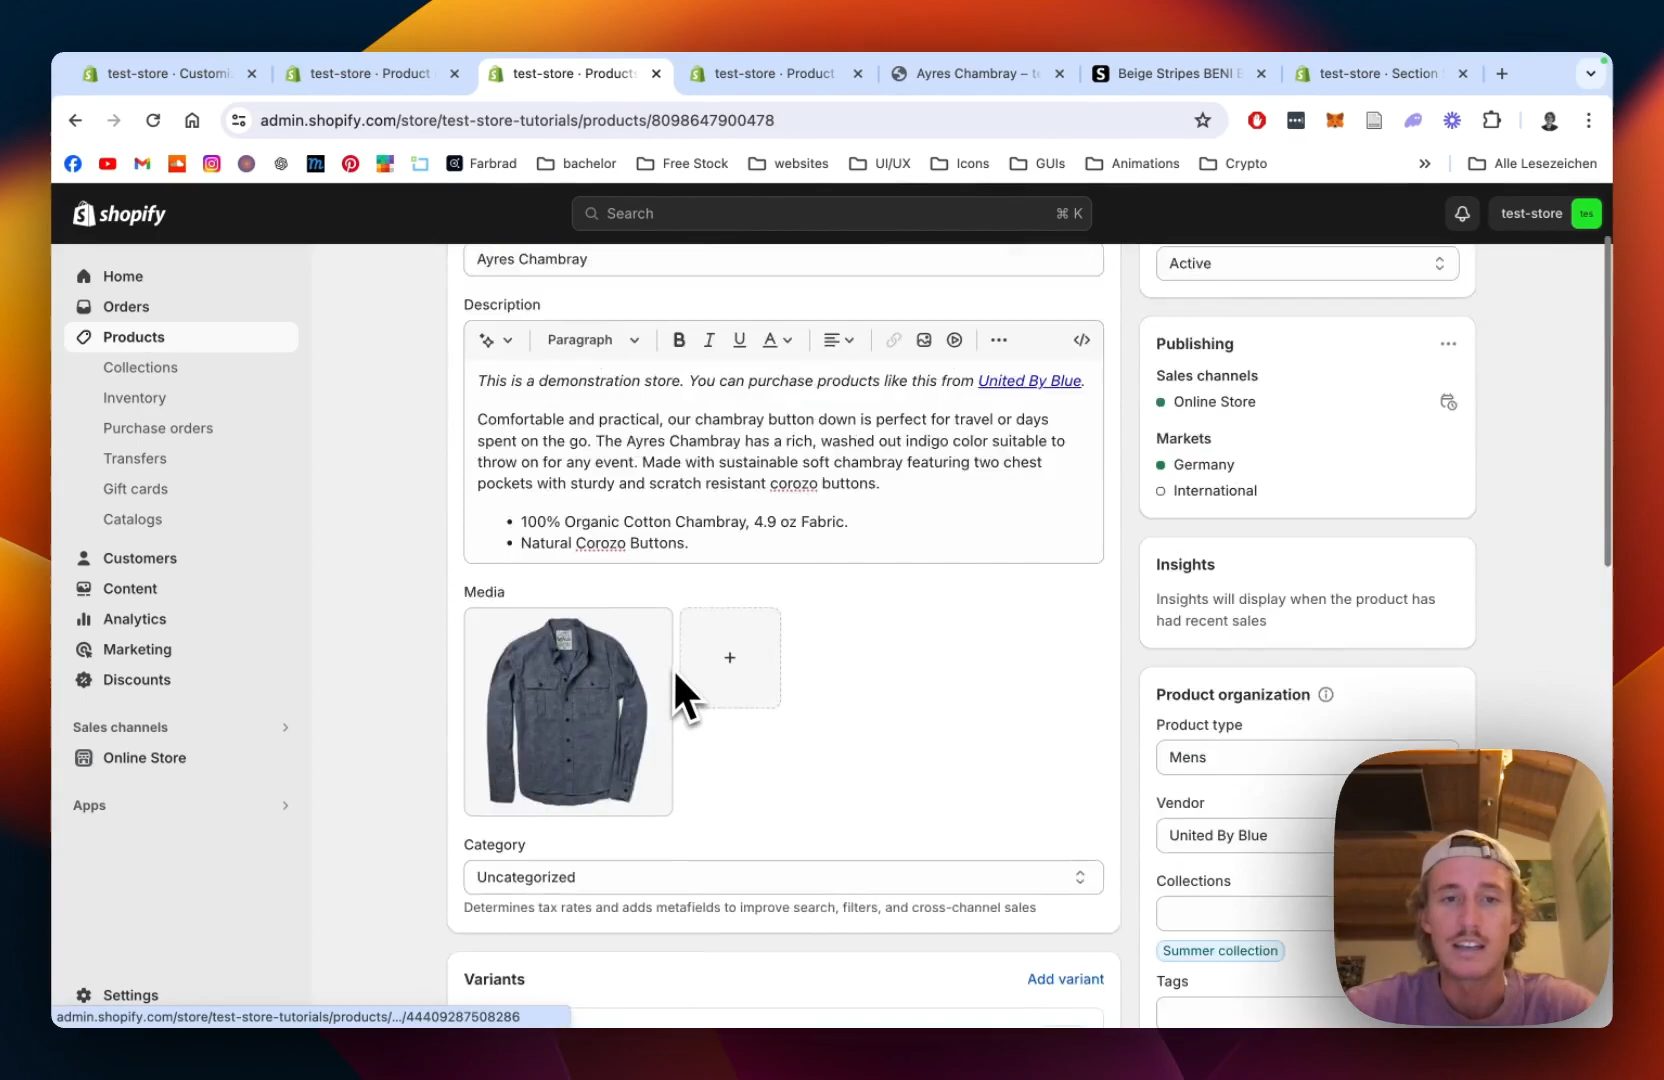 test-store · Customi
test-store · Product
test-store · Products
test-store · Product
Ayres Chambray – te
Beige Stripes BENI E
test-store · Section
admin.shopify.com/store/test-store-tutorials/products/8098647900478
Farbrad
bachelor
Free Stock
websites
UI/UX
Icons
GUIs
Animations
Crypto
»
Alle Lesezeichen
shopify
Search
⌘ K
test-store
tes
Home
Orders
Products
Collections
Inventory
Purchase orders
Transfers
Gift cards
Catalogs
Customers
Content
Analytics
Marketing
Discounts
Sales channels
Online Store
Apps
Settings
admin.shopify.com/store/test-store-tutorials/products/.../44409287508286
Ayres Chambray
Description
Paragraph
B I U A
This is a demonstration store. You can purchase products like this from United By Blue.
Comfortable and practical, our chambray button down is perfect for travel or days
spent on the go. The Ayres Chambray has a rich, washed out indigo color suitable to
throw on for any event. Made with sustainable soft chambray featuring two chest
pockets with sturdy and scratch resistant corozo buttons.
• 100% Organic Cotton Chambray, 4.9 oz Fabric.
• Natural Corozo Buttons.
Media
Category
Uncategorized
Determines tax rates and adds metafields to improve search, filters, and cross-channel sales
Variants
Add variant
Active
Publishing
Sales channels
Online Store
Markets
Germany
International
Insights
Insights will display when the product has
had recent sales
Product organization
Product type
Mens
Vendor
United By Blue
Collections
Summer collection
Tags